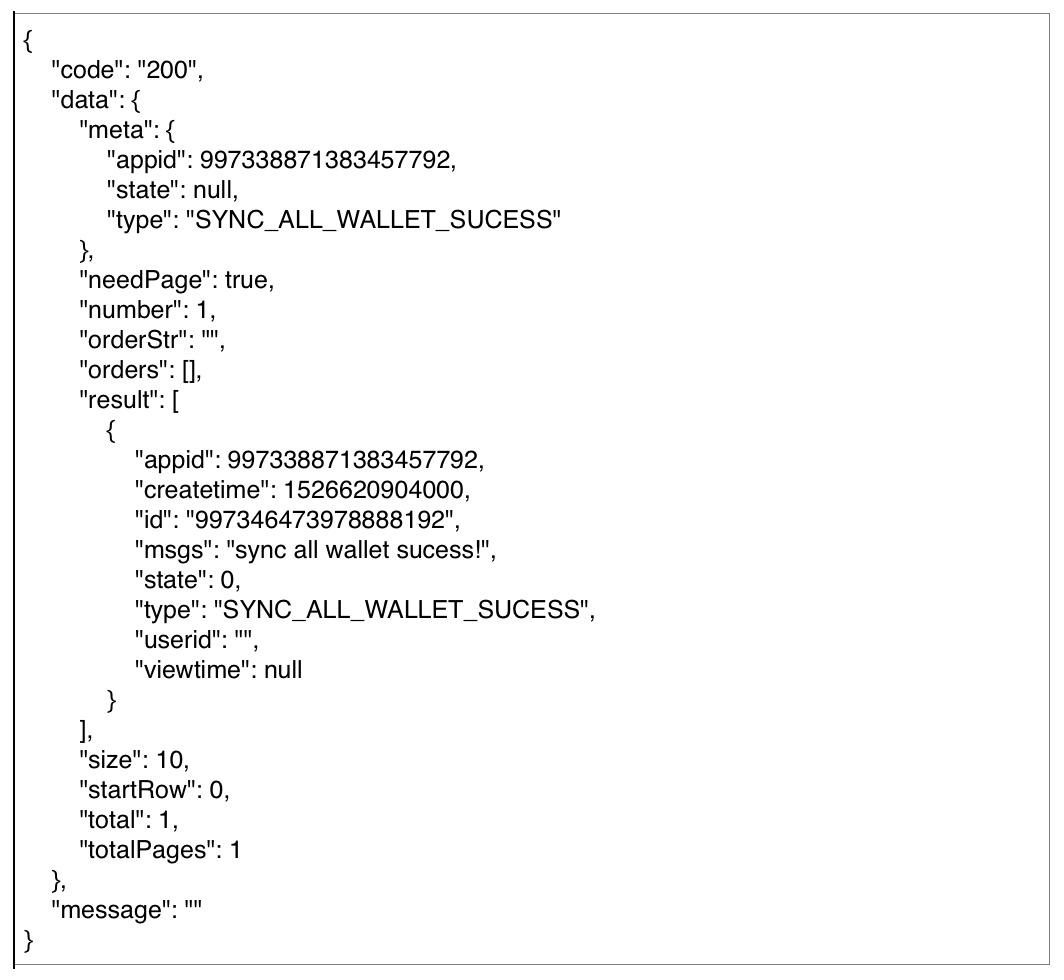 {
"code": "200",
"data": {
"meta": {
"appid": 997338871383457792,
"state": null,
"type": "SYNC_ALL_WALLET_SUCESS"
},
"needPage": true,
"number": 1,
"orderStr": "",
"orders": [],
"result": [
{
"appid": 997338871383457792,
"createtime": 1526620904000,
"id": "997346473978888192",
"msgs": "sync all wallet sucess!",
"state": 0,
"type": "SYNC_ALL_WALLET_SUCESS",
"userid": "",
"viewtime": null
}
],
"size": 10,
"startRow": 0,
"total": 1,
"totalPages": 1
},
"message": ""
}